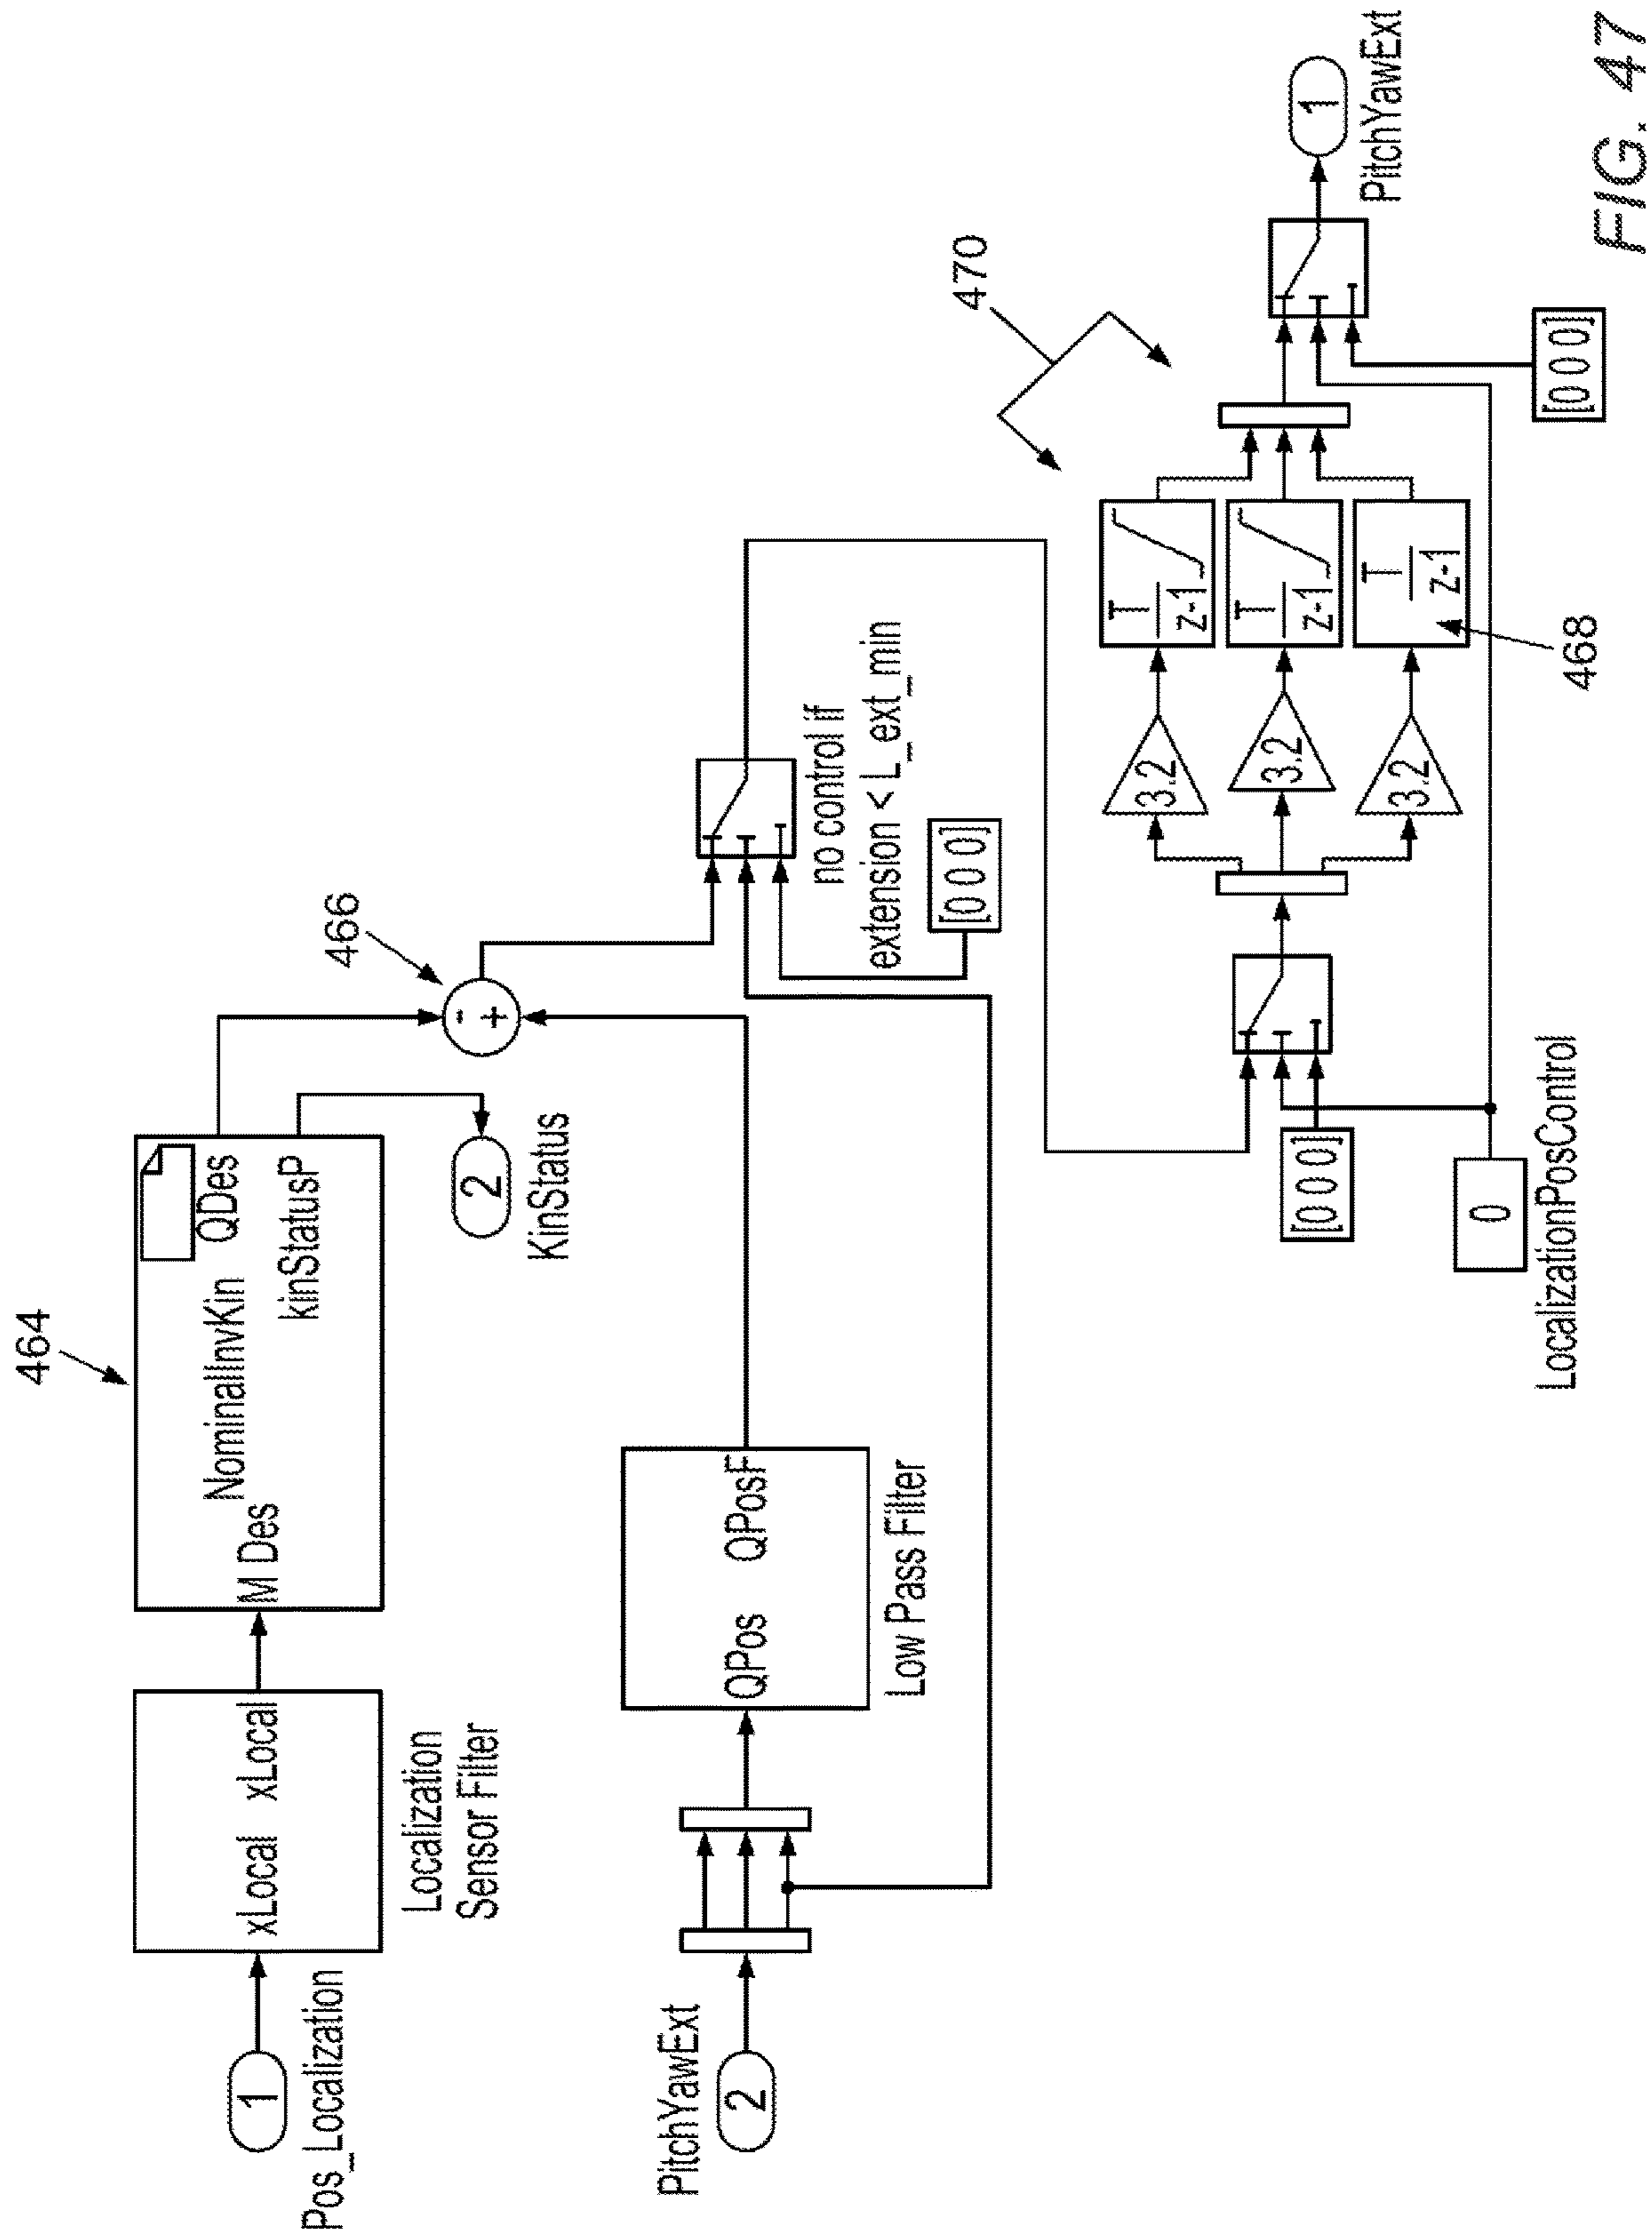 464
1
Pos_Localization
xLocal xLocal
Localization
Sensor Filter
M Des
NominalInvKin
QDes
kinStatusP
2
KinStatus
466
-
+
2
PitchYawExt
QPos QPosF
Low Pass Filter
no control if
extension < L_ext_min
[0 0 0]
[0 0 0]
0
LocalizationPosControl
3.2
3.2
3.2
T
z-1
T
z-1
T
z-1
468
470
[0 0 0]
1
PitchYawExt
FIG. 47